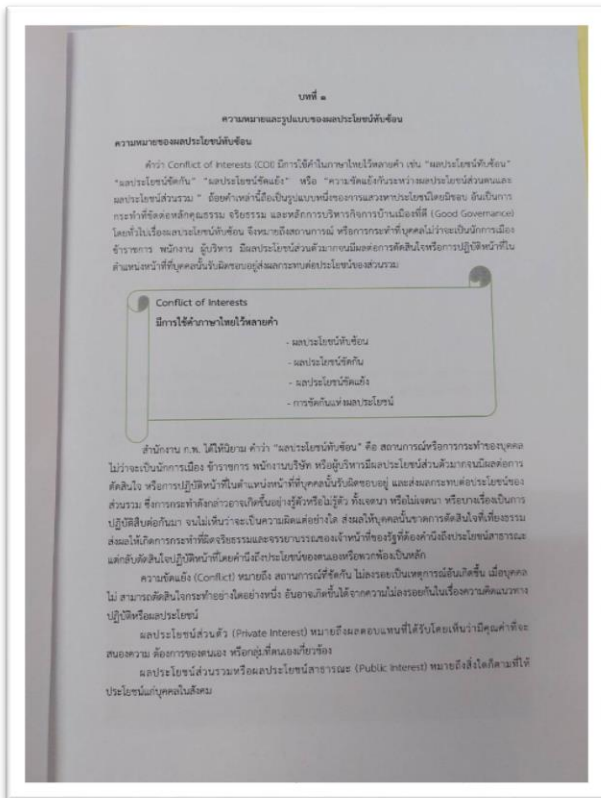 บทที่ ๑
ความหมายและรูปแบบของผลประโยชน์ทับซ้อน
ความหมายของผลประโยชน์ทับซ้อน
คำว่า Conflict of Interests (COI) มีการใช้คำในภาษาไทยไว้หลายคำ เช่น "ผลประโยชน์ทับซ้อน"
"ผลประโยชน์ขัดกัน" "ผลประโยชน์ขัดแย้ง" หรือ "ความขัดแย้งกันระหว่างผลประโยชน์ส่วนตนและ
ผลประโยชน์ส่วนรวม" ถ้อยคำเหล่านี้ถือเป็นรูปแบบหนึ่งของการแสวงหาประโยชน์โดยมิชอบ อันเป็นการ
กระทำที่ขัดต่อหลักคุณธรรม จริยธรรม และหลักการบริหารกิจการบ้านเมืองที่ดี (Good Governance)
โดยทั่วไปเรื่องผลประโยชน์ทับซ้อน จึงหมายถึงสถานการณ์ หรือการกระทำที่บุคคลไม่ว่าจะเป็นนักการเมือง
ข้าราชการ พนักงาน ผู้บริหาร มีผลประโยชน์ส่วนตัวมากจนมีผลต่อการตัดสินใจหรือการปฏิบัติหน้าที่ใน
ตำแหน่งหน้าที่ที่บุคคลนั้นรับผิดชอบอยู่ส่งผลกระทบต่อประโยชน์ของส่วนรวม
Conflict of Interests
มีการใช้คำภาษาไทยไว้หลายคำ
- ผลประโยชน์ทับซ้อน
- ผลประโยชน์ขัดกัน
- ผลประโยชน์ขัดแย้ง
- การขัดกันแห่งผลประโยชน์
สำนักงาน ก.พ. ได้ให้นิยาม คำว่า "ผลประโยชน์ทับซ้อน" คือ สถานการณ์หรือการกระทำของบุคคล
ไม่ว่าจะเป็นนักการเมือง ข้าราชการ พนักงานบริษัท หรือผู้บริหารมีผลประโยชน์ส่วนตัวมากจนมีผลต่อการ
ตัดสินใจ หรือการปฏิบัติหน้าที่ในตำแหน่งหน้าที่ที่บุคคลนั้นรับผิดชอบอยู่ และส่งผลกระทบต่อประโยชน์ของ
ส่วนรวม ซึ่งการกระทำดังกล่าวอาจเกิดขึ้นอย่างรู้ตัวหรือไม่รู้ตัว ทั้งเจตนา หรือไม่เจตนา หรือบางเรื่องเป็นการ
ปฏิบัติสืบต่อกันมา จนไม่เห็นว่าจะเป็นความผิดแต่อย่างใด ส่งผลให้บุคคลนั้นขาดการตัดสินใจที่เที่ยงธรรม
ส่งผลให้เกิดการกระทำที่ผิดจริยธรรมและจรรยาบรรณของเจ้าหน้าที่ของรัฐที่ต้องคำนึงถึงประโยชน์สาธารณะ
แต่กลับตัดสินใจปฏิบัติหน้าที่โดยคำนึงถึงประโยชน์ของตนเองหรือพวกพ้องเป็นหลัก
ความขัดแย้ง (Conflict) หมายถึง สถานการณ์ที่ขัดกัน ไม่ลงรอยเป็นเหตุการณ์อันเกิดขึ้น เมื่อบุคคล
ไม่ สามารถตัดสินใจกระทำอย่างใดอย่างหนึ่ง อันอาจเกิดขึ้นได้จากความไม่ลงรอยกันในเรื่องความคิดแนวทาง
ปฏิบัติหรือผลประโยชน์
ผลประโยชน์ส่วนตัว (Private Interest) หมายถึงผลตอบแทนที่ได้รับโดยเห็นว่ามีคุณค่าที่จะ
สนองความ ต้องการของตนเอง หรือกลุ่มที่ตนเองเกี่ยวข้อง
ผลประโยชน์ส่วนรวมหรือผลประโยชน์สาธารณะ (Public Interest) หมายถึงสิ่งใดก็ตามที่ให้
ประโยชน์แก่บุคคลในสังคม